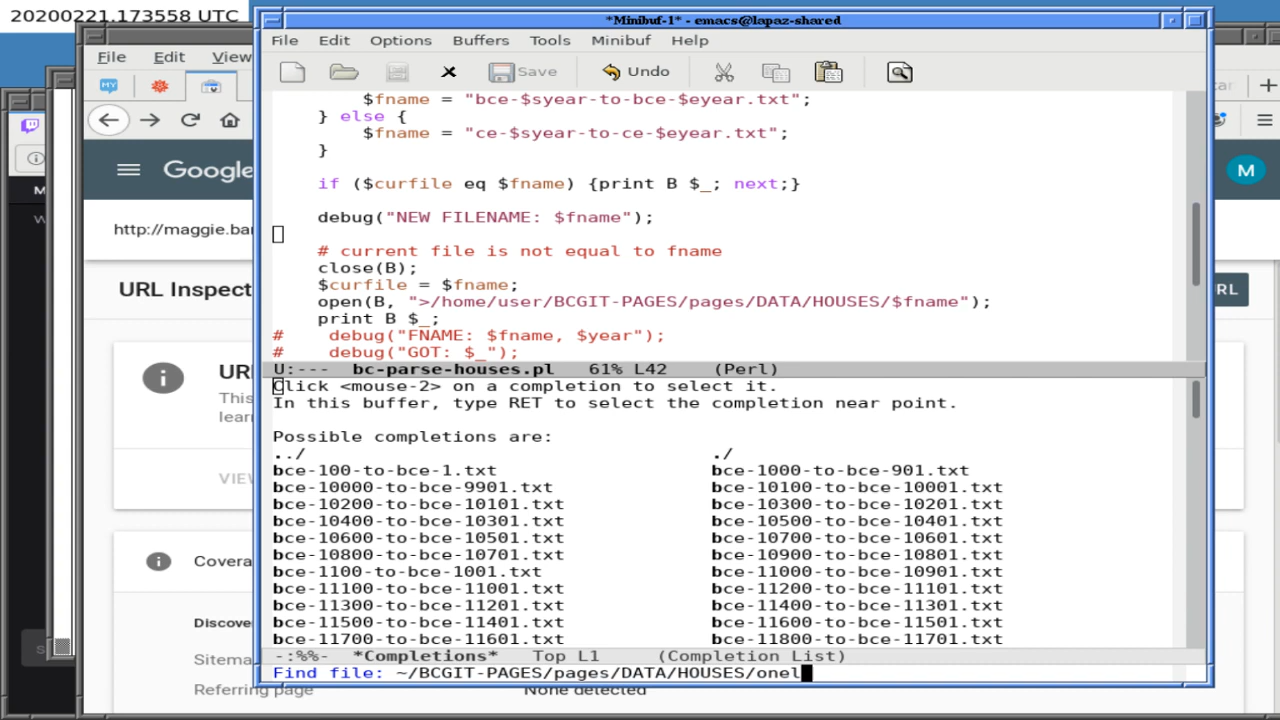 20200221.173558 UTC
*Minibuf-1* - emacs@lapaz-shared
File Edit Options Buffers Tools Minibuf Help
Save Undo
File Edit View
MY
Google
M
http://maggie.ba
URL Inspect
RL
URL
This
learn
VIEW
Covera
Discove
Sitema
Referring page
None detected
$fname = "bce-$syear-to-bce-$eyear.txt";
} else {
$fname = "ce-$syear-to-ce-$eyear.txt";
}
if ($curfile eq $fname) {print B $_; next;}
debug("NEW FILENAME: $fname");
# current file is not equal to fname
close(B);
$curfile = $fname;
open(B, ">/home/user/BCGIT-PAGES/pages/DATA/HOUSES/$fname");
print B $_;
# debug("FNAME: $fname, $year");
# debug("GOT: $_");
U:--- bc-parse-houses.pl 61% L42 (Perl)
Click <mouse-2> on a completion to select it.
In this buffer, type RET to select the completion near point.
Possible completions are:
../ ./
bce-100-to-bce-1.txt bce-1000-to-bce-901.txt
bce-10000-to-bce-9901.txt bce-10100-to-bce-10001.txt
bce-10200-to-bce-10101.txt bce-10300-to-bce-10201.txt
bce-10400-to-bce-10301.txt bce-10500-to-bce-10401.txt
bce-10600-to-bce-10501.txt bce-10700-to-bce-10601.txt
bce-10800-to-bce-10701.txt bce-10900-to-bce-10801.txt
bce-1100-to-bce-1001.txt bce-11000-to-bce-10901.txt
bce-11100-to-bce-11001.txt bce-11200-to-bce-11101.txt
bce-11300-to-bce-11201.txt bce-11400-to-bce-11301.txt
bce-11500-to-bce-11401.txt bce-11600-to-bce-11501.txt
bce-11700-to-bce-11601.txt bce-11800-to-bce-11701.txt
-:%%- *Completions* Top L1 (Completion List)
Find file: ~/BCGIT-PAGES/pages/DATA/HOUSES/onel